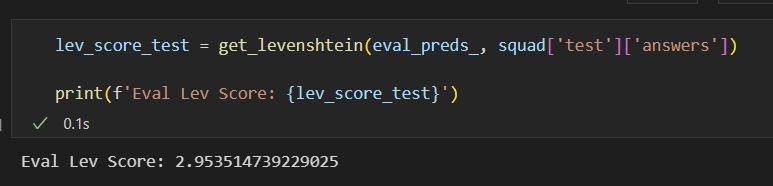 lev_score_test = get_levenshtein(eval_preds_, squad['test']['answers'])
print(f'Eval Lev Score: {lev_score_test}')
0.1s
Eval Lev Score: 2.953514739229025